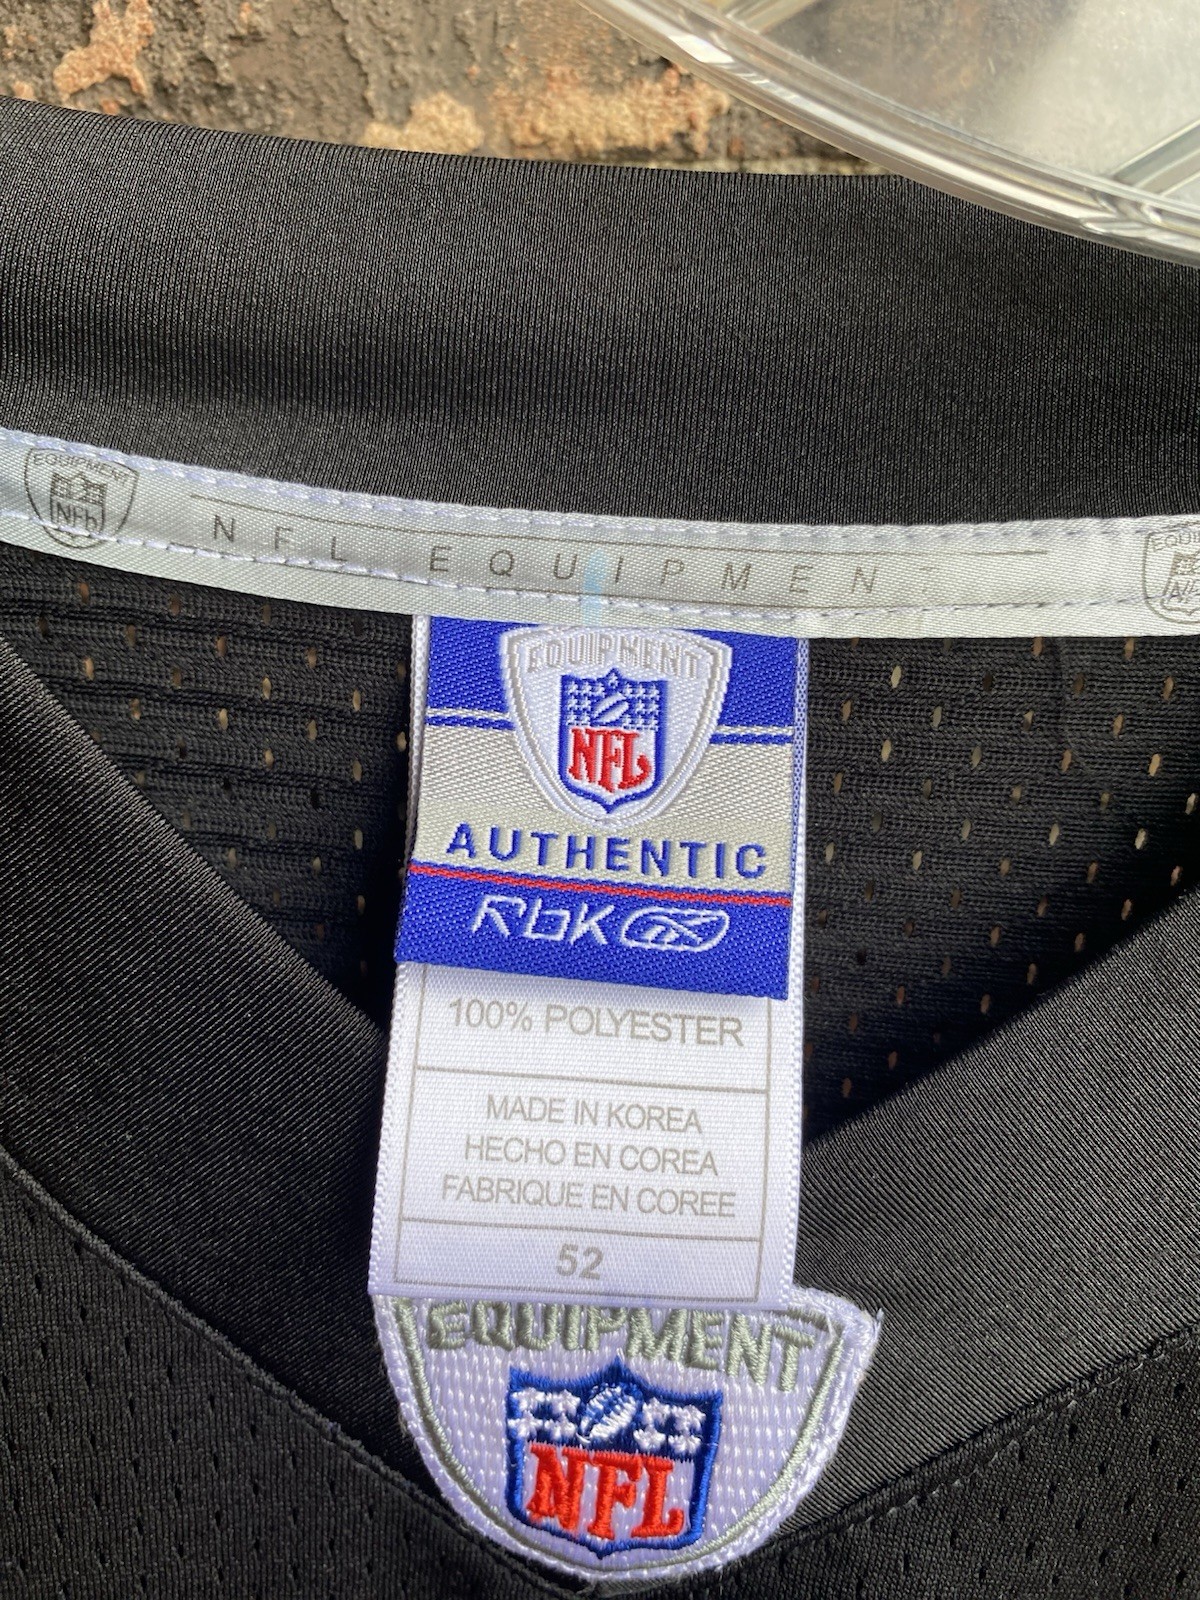 EQUIPMENT
NFL
NFL EQUIPMEN
EQUI
EQUIPMENT
NFL
AUTHENTIC
RbK
100% POLYESTER
MADE IN KOREA
HECHO EN COREA
FABRIQUE EN COREE
52
EQUIPMENT
NFL